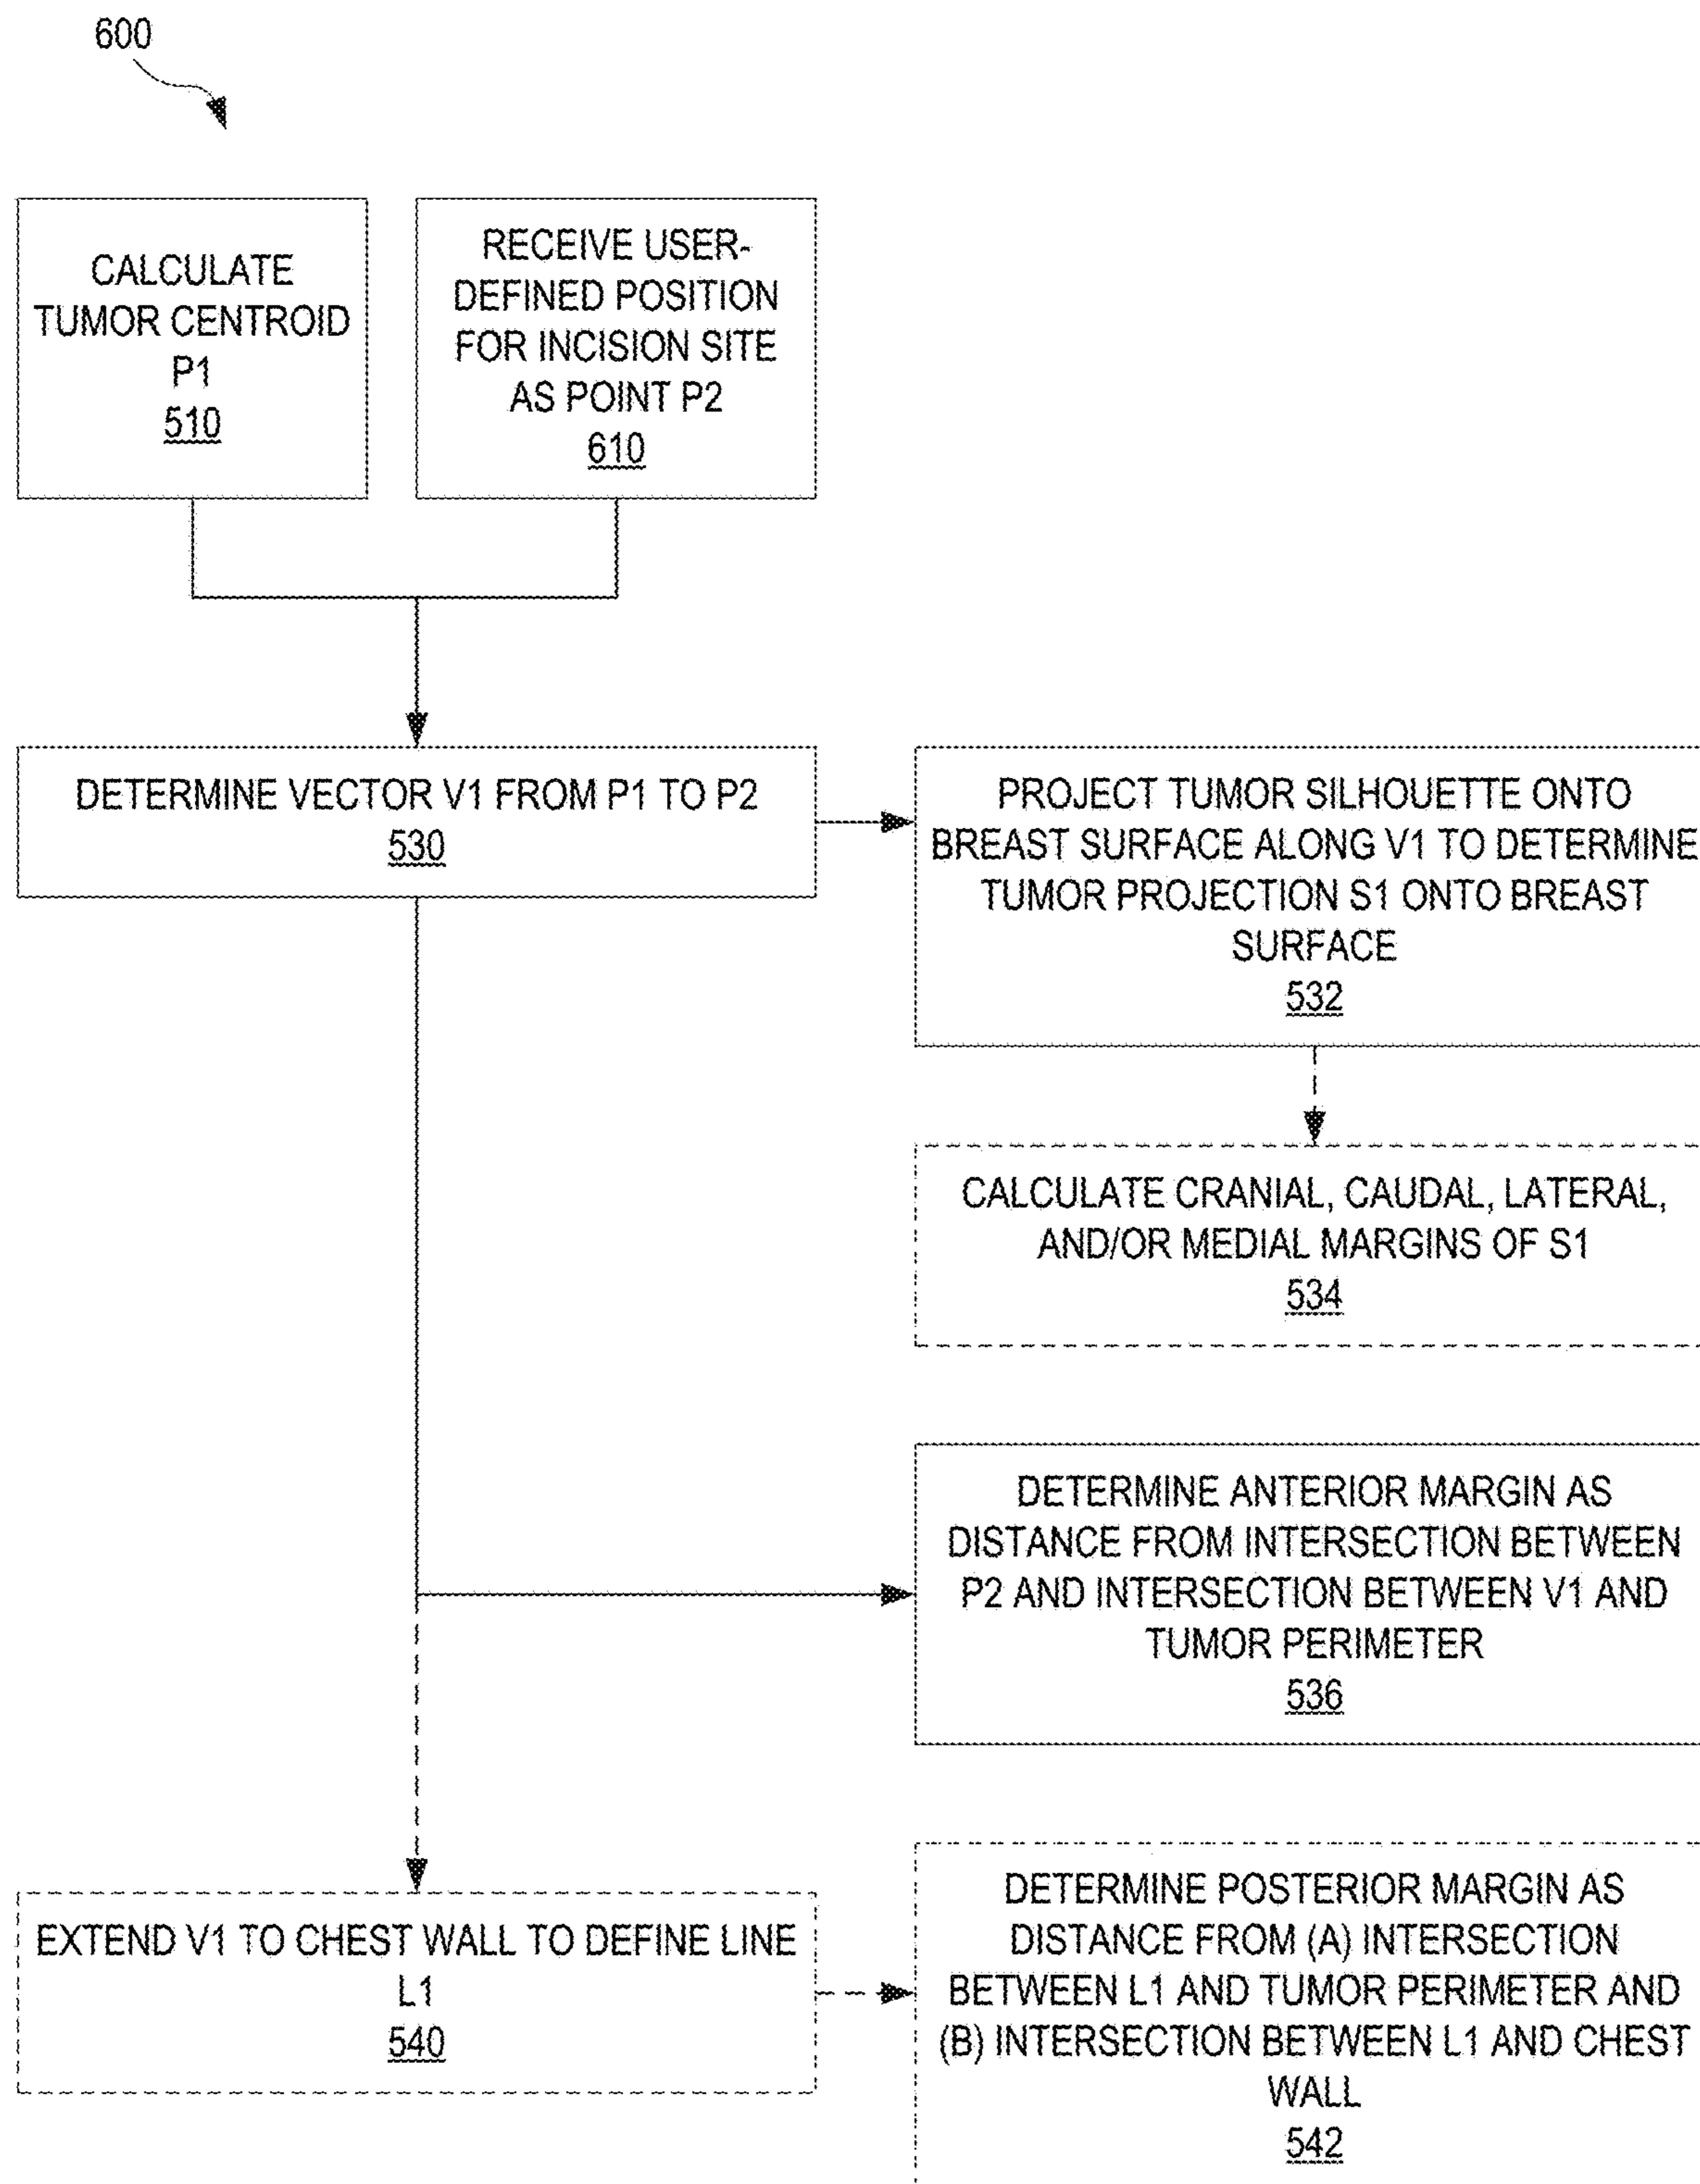 600
CALCULATE
TUMOR CENTROID
P1
510
RECEIVE USER-
DEFINED POSITION
FOR INCISION SITE
AS POINT P2
610
DETERMINE VECTOR V1 FROM P1 TO P2
530
PROJECT TUMOR SILHOUETTE ONTO
BREAST SURFACE ALONG V1 TO DETERMINE
TUMOR PROJECTION S1 ONTO BREAST
SURFACE
532
CALCULATE CRANIAL, CAUDAL, LATERAL,
AND/OR MEDIAL MARGINS OF S1
534
DETERMINE ANTERIOR MARGIN AS
DISTANCE FROM INTERSECTION BETWEEN
P2 AND INTERSECTION BETWEEN V1 AND
TUMOR PERIMETER
536
EXTEND V1 TO CHEST WALL TO DEFINE LINE
L1
540
DETERMINE POSTERIOR MARGIN AS
DISTANCE FROM (A) INTERSECTION
BETWEEN L1 AND TUMOR PERIMETER AND
(B) INTERSECTION BETWEEN L1 AND CHEST
WALL
542